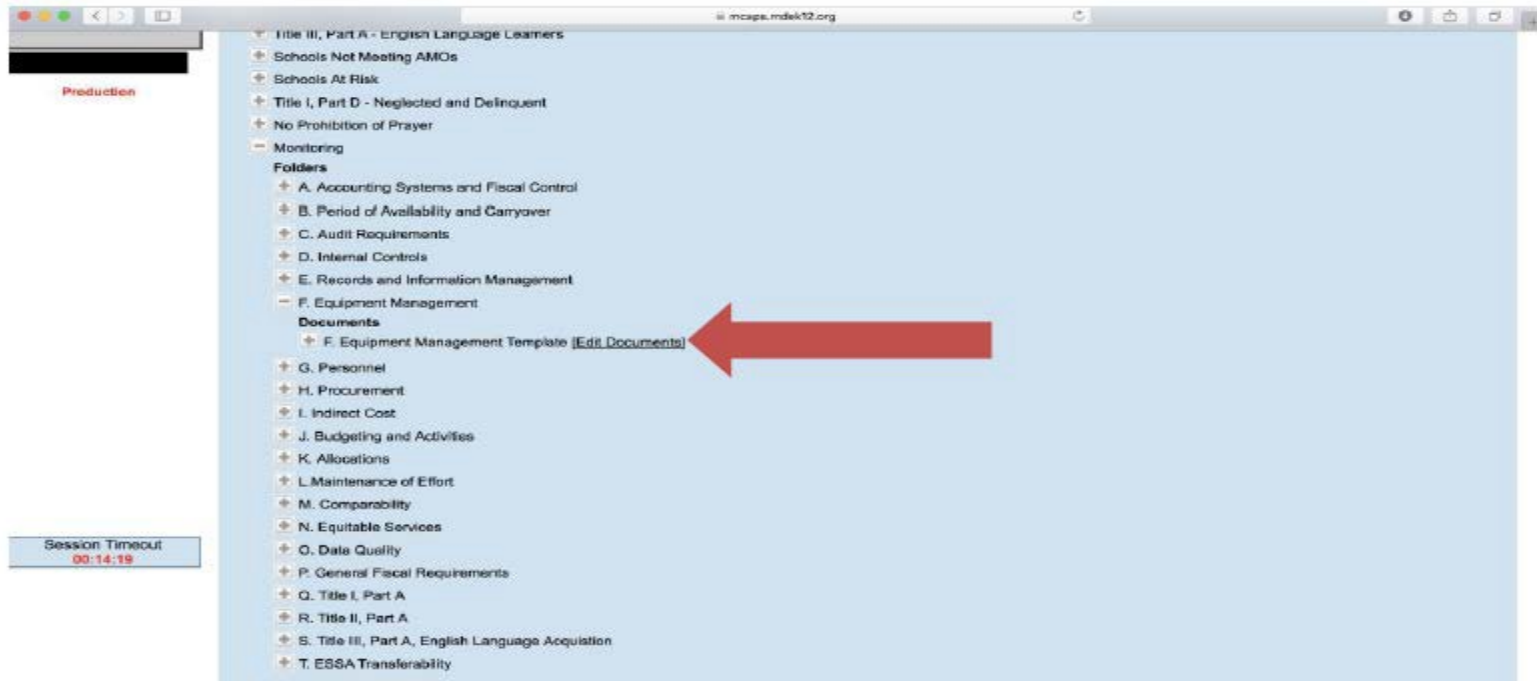 mcaps.mdek12.org
Title III, Part A - English Language Learners
Schools Not Meeting AMOs
Schools At Risk
Production
Title I, Part D - Neglected and Delinquent
No Prohibition of Prayer
Monitoring
Folders
A. Accounting Systems and Fiscal Control
B. Period of Availability and Carryover
C. Audit Requirements
D. Internal Controls
E. Records and Information Management
F. Equipment Management
Documents
F. Equipment Management Template [Edit Documents]
G. Personnel
H. Procurement
I. Indirect Cost
J. Budgeting and Activities
K. Allocations
L.Maintenance of Effort
M. Comparability
N. Equitable Services
Session Timeout
00:14:19
O. Data Quality
P. General Fiscal Requirements
Q. Title I, Part A
R. Title II, Part A
S. Title III, Part A, English Language Acquistion
T. ESSA Transferability